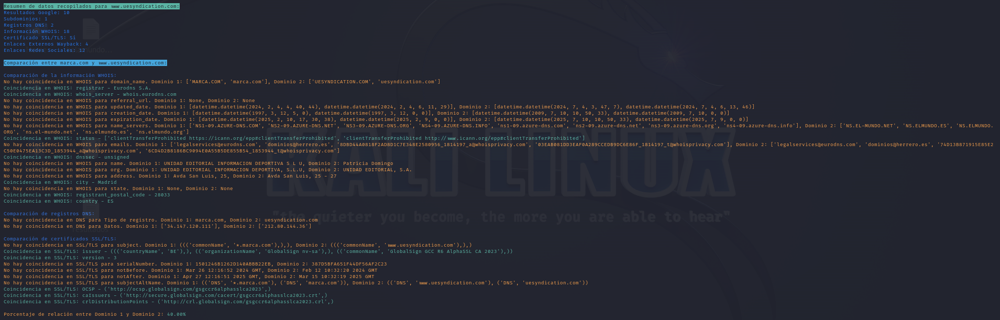 Resumen de datos recopilados para www.uesyndication.com:
Resultados Google: 10
Subdominios: 1
Registros DNS: 2
Información WHOIS: 18
Certificado SSL/TLS: Sí
Enlaces Externos Wayback: 4
Enlaces Redes Sociales: 12
Comparación entre marca.com y www.uesyndication.com:
Comparación de la información WHOIS:
No hay coincidencia en WHOIS para domain_name. Dominio 1: ['MARCA.COM', 'marca.com'], Dominio 2: ['UESYNDICATION.COM', 'uesyndication.com']
Coincidencia en WHOIS: registrar - Eurodns S.A.
Coincidencia en WHOIS: whois_server - whois.eurodns.com
No hay coincidencia en WHOIS para referral_url. Dominio 1: None, Dominio 2: None
No hay coincidencia en WHOIS para updated_date. Dominio 1: [datetime.datetime(2024, 2, 4, 4, 40, 44), datetime.datetime(2024, 2, 4, 6, 11, 29)], Dominio 2: [datetime.datetime(2024, 7, 4, 3, 47, 7), datetime.datetime(2024, 7, 4, 6, 13, 46)]
No hay coincidencia en WHOIS para creation_date. Dominio 1: [datetime.datetime(1997, 3, 12, 5, 0), datetime.datetime(1997, 3, 12, 0, 0)], Dominio 2: [datetime.datetime(2009, 7, 10, 10, 50, 33), datetime.datetime(2009, 7, 10, 0, 0)]
No hay coincidencia en WHOIS para expiration_date. Dominio 1: [datetime.datetime(2025, 2, 10, 17, 30, 38), datetime.datetime(2025, 2, 9, 0, 0)], Dominio 2: [datetime.datetime(2025, 7, 10, 10, 50, 33), datetime.datetime(2025, 7, 9, 0, 0)]
No hay coincidencia en WHOIS para name_servers. Dominio 1: ['NS1-09.AZURE-DNS.COM', 'NS2-09.AZURE-DNS.NET', 'NS3-09.AZURE-DNS.ORG', 'NS4-09.AZURE-DNS.INFO', 'ns1-09.azure-dns.com', 'ns2-09.azure-dns.net', 'ns3-09.azure-dns.org', 'ns4-09.azure-dns.info'], Dominio 2: ['NS.EL-MUNDO.NET', 'NS.ELMUNDO.ES', 'NS.ELMUNDO.
ORG', 'ns.el-mundo.net', 'ns.elmundo.es', 'ns.elmundo.org']
Coincidencia en WHOIS: status - ['clientTransferProhibited https://icann.org/epp#clientTransferProhibited', 'clientTransferProhibited http://www.icann.org/epp#clientTransferProhibited']
No hay coincidencia en WHOIS para emails. Dominio 1: ['legalservices@eurodns.com', 'dominios@herrero.es', '8DBD44A0818F2AD8D1C7E348E2580956_1814197_a@whoisprivacy.com', '03EAB081DD3EAF0A289CCEDB9DC6E86F_1814197_t@whoisprivacy.com'], Dominio 2: ['legalservices@eurodns.com', 'dominios@herrero.es', '74D13B871915E85E2
C50E0475EA13C3D_1853944_a@whoisprivacy.com', '6CD4D2B8186BC9094E0A55B5DE855B54_1853944_t@whoisprivacy.com']
Coincidencia en WHOIS: dnssec - unsigned
No hay coincidencia en WHOIS para name. Dominio 1: UNIDAD EDITORIAL INFORMACION DEPORTIVA S L U, Dominio 2: Patricia Domingo
No hay coincidencia en WHOIS para org. Dominio 1: UNIDAD EDITORIAL INFORMACION DEPORTIVA, S.L.U, Dominio 2: UNIDAD EDITORIAL, S.A.
No hay coincidencia en WHOIS para address. Dominio 1: Avda San Luis, 25, Dominio 2: Avda San Luis, 25 - 27
Coincidencia en WHOIS: city - Madrid
No hay coincidencia en WHOIS para state. Dominio 1: None, Dominio 2: None
Coincidencia en WHOIS: registrant_postal_code - 28033
Coincidencia en WHOIS: country - ES
KALI LINUX
"the quieter you become, the more you are able to hear"
Comparación de registros DNS:
No hay coincidencia en DNS para Tipo de registro. Dominio 1: marca.com, Dominio 2: uesyndication.com
No hay coincidencia en DNS para Datos. Dominio 1: ['34.147.120.111'], Dominio 2: ['212.80.144.36']
Comparación de certificados SSL/TLS:
No hay coincidencia en SSL/TLS para subject. Dominio 1: ((('commonName', '*.marca.com'),),), Dominio 2: ((('commonName', 'www.uesyndication.com'),),)
Coincidencia en SSL/TLS: issuer - ((('countryName', 'BE'),), (('organizationName', 'GlobalSign nv-sa'),), (('commonName', 'GlobalSign GCC R6 AlphaSSL CA 2023'),))
Coincidencia en SSL/TLS: version - 3
No hay coincidencia en SSL/TLS para serialNumber. Dominio 1: 1501246B1262D140ABBB22EB, Dominio 2: 387D5BFA651F44DF56AF2C23
No hay coincidencia en SSL/TLS para notBefore. Dominio 1: Mar 26 12:16:52 2024 GMT, Dominio 2: Feb 12 10:32:20 2024 GMT
No hay coincidencia en SSL/TLS para notAfter. Dominio 1: Apr 27 12:16:51 2025 GMT, Dominio 2: Mar 15 10:32:19 2025 GMT
No hay coincidencia en SSL/TLS para subjectAltName. Dominio 1: (('DNS', '*.marca.com'), ('DNS', 'marca.com')), Dominio 2: (('DNS', 'www.uesyndication.com'), ('DNS', 'uesyndication.com'))
Coincidencia en SSL/TLS: OCSP - ('http://ocsp.globalsign.com/gsgccr6alphasslca2023',)
Coincidencia en SSL/TLS: caIssuers - ('http://secure.globalsign.com/cacert/gsgccr6alphasslca2023.crt',)
Coincidencia en SSL/TLS: crlDistributionPoints - ('http://crl.globalsign.com/gsgccr6alphasslca2023.crl',)
Porcentaje de relación entre Dominio 1 y Dominio 2: 40.00%